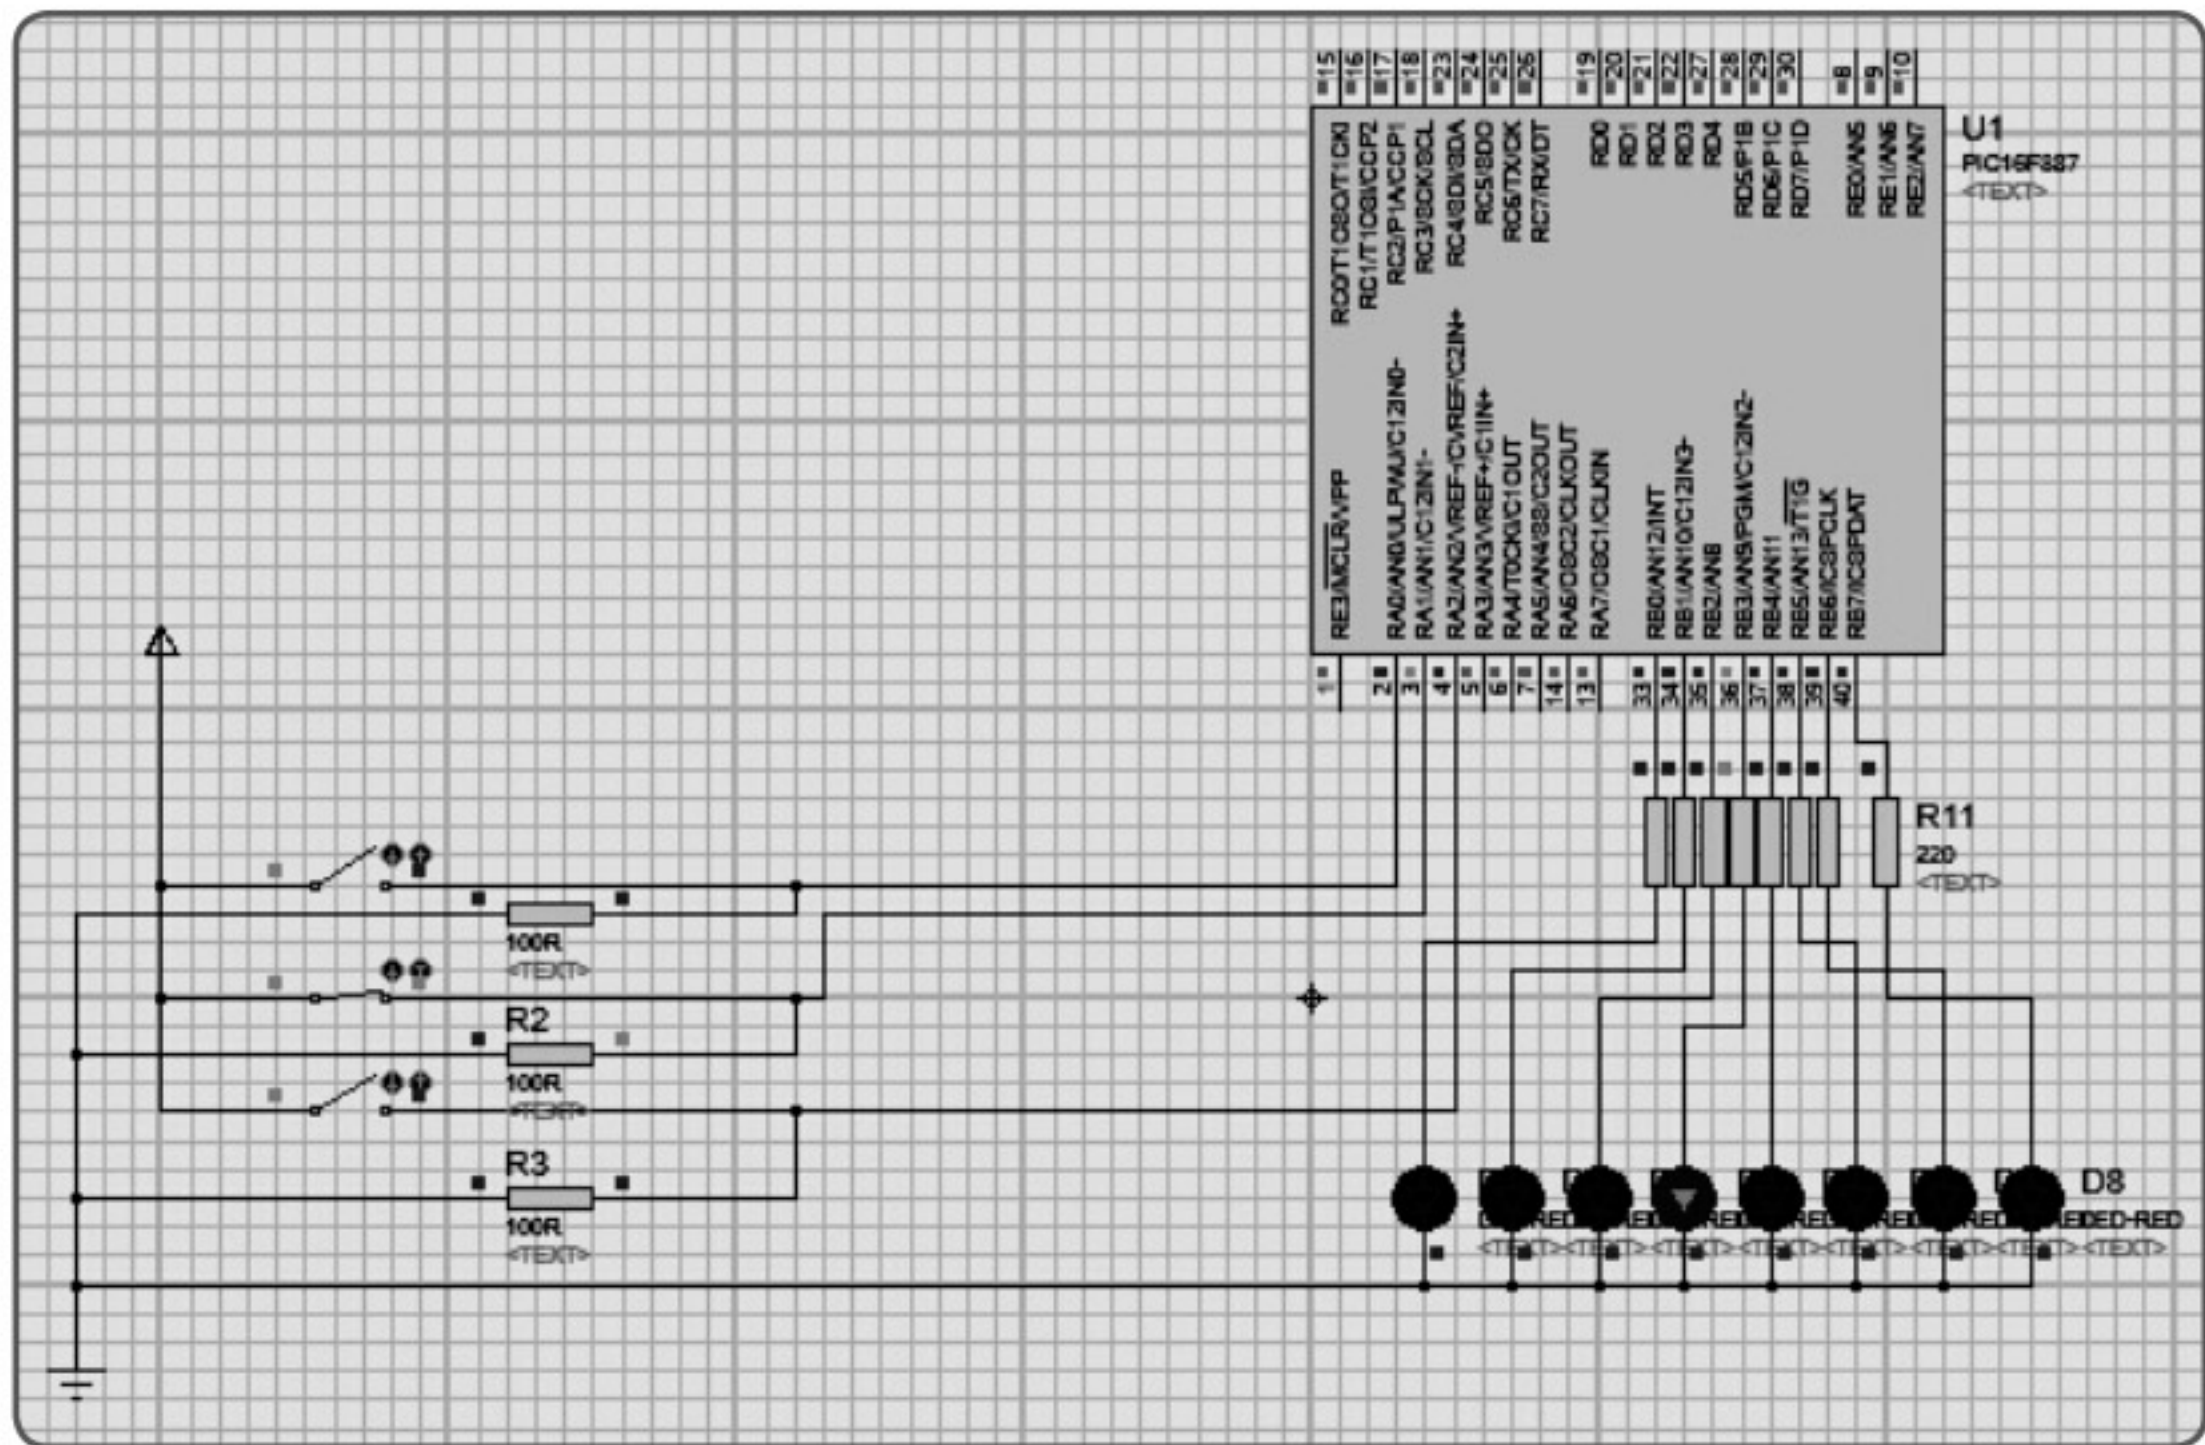 15
16
17
18
23
24
25
26
19
20
21
22
27
28
29
30
8
9
10
RC0/T1OSO/T1CKI
RC1/T1OSI/CCP2
RC2/P1A/CCP1
RC3/SCK/SCL
RC4/SDI/SDA
RC5/SDO
RC6/TX/CK
RC7/RX/DT
RD0
RD1
RD2
RD3
RD4
RD5/P1B
RD6/P1C
RD7/P1D
RE0/AN5
RE1/AN6
RE2/AN7
U1
PIC16F887
<TEXT>
RE3/MCLR/VPP
RA0/AN0/ULPWU/C12IN0-
RA1/AN1/C12IN1-
RA2/AN2/VREF-/CVREF/C2IN+
RA3/AN3/VREF+/C1IN+
RA4/T0CKI/C1OUT
RA5/AN4/SS/C2OUT
RA6/OSC2/CLKOUT
RA7/OSC1/CLKIN
RB0/AN12/INT
RB1/AN10/C12IN3-
RB2/AN8
RB3/AN9/PGM/C12IN2-
RB4/AN11
RB5/AN13/T1G
RB6/ICSPCLK
RB7/ICSPDAT
1
2
3
4
5
6
7
14
13
33
34
35
36
37
38
39
40
R11
220
<TEXT>
100R
<TEXT>
R2
100R
<TEXT>
R3
100R
<TEXT>
D8
LED-RED
<TEXT>